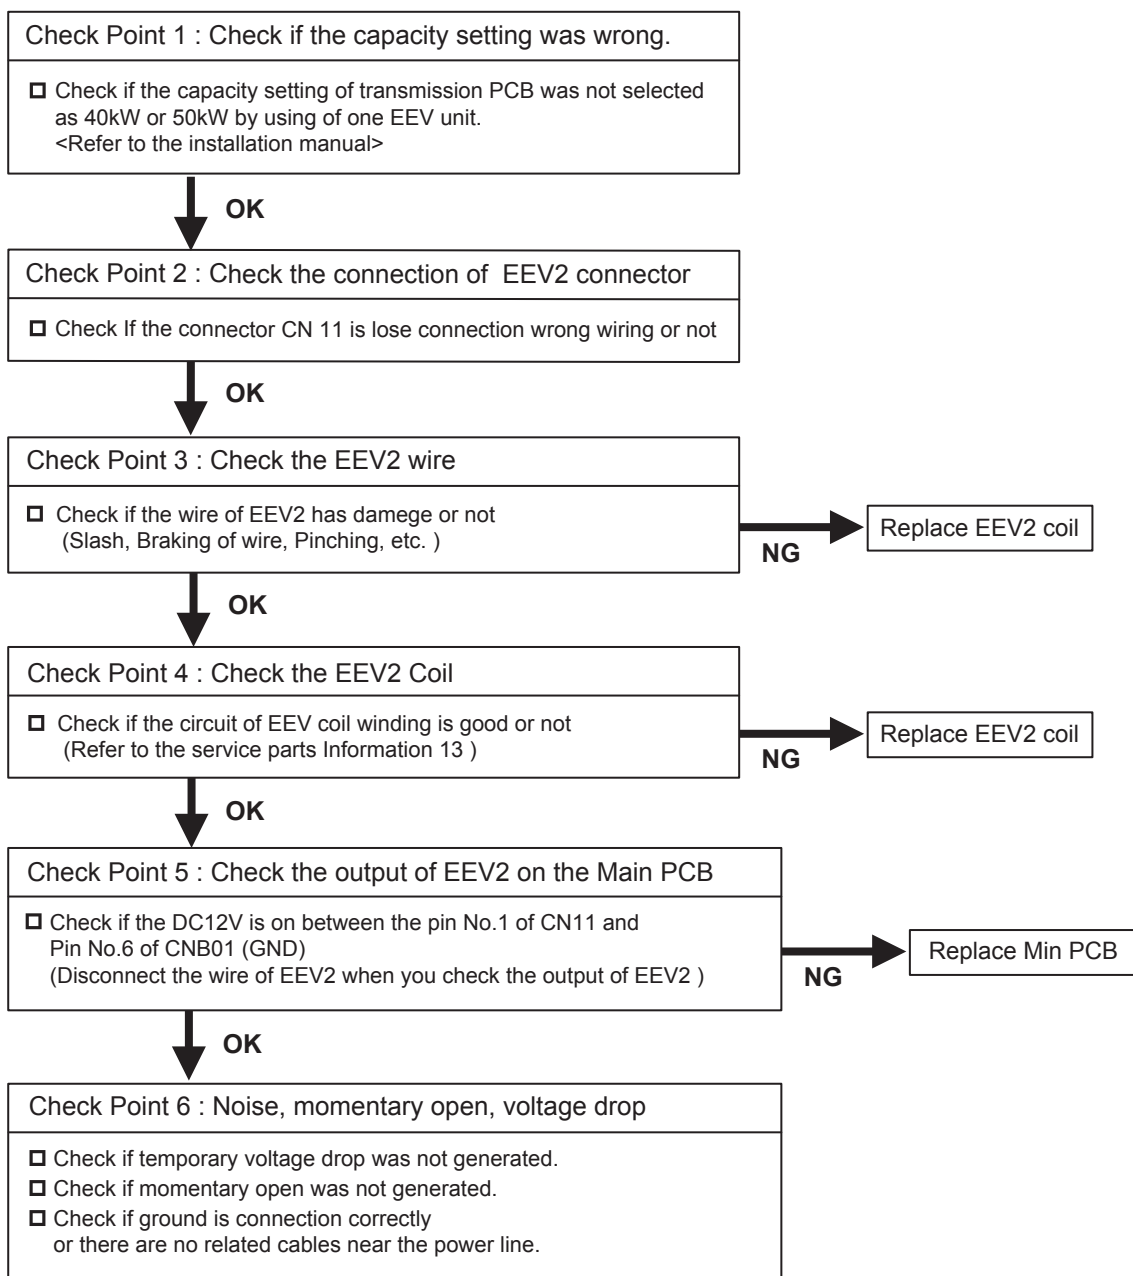 Check Point 1 : Check if the capacity setting was wrong.
Check if the capacity setting of transmission PCB was not selected
as 40kW or 50kW by using of one EEV unit.
<Refer to the installation manual>
OK
Check Point 2 : Check the connection of EEV2 connector
Check If the connector CN 11 is lose connection wrong wiring or not
OK
Check Point 3 : Check the EEV2 wire
Check if the wire of EEV2 has damege or not
(Slash, Braking of wire, Pinching, etc. )
NG
Replace EEV2 coil
OK
Check Point 4 : Check the EEV2 Coil
Check if the circuit of EEV coil winding is good or not
(Refer to the service parts Information 13 )
NG
Replace EEV2 coil
OK
Check Point 5 : Check the output of EEV2 on the Main PCB
Check if the DC12V is on between the pin No.1 of CN11 and
Pin No.6 of CNB01 (GND)
(Disconnect the wire of EEV2 when you check the output of EEV2 )
NG
Replace Min PCB
OK
Check Point 6 : Noise, momentary open, voltage drop
Check if temporary voltage drop was not generated.
Check if momentary open was not generated.
Check if ground is connection correctly
or there are no related cables near the power line.